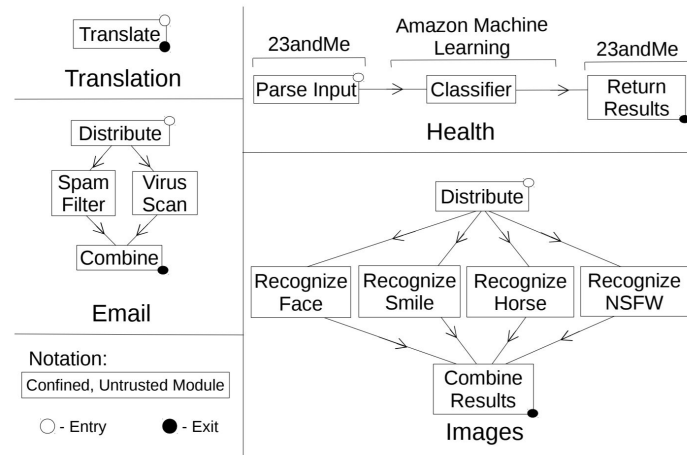 Translate
Translation
Distribute
Spam
Filter
Virus
Scan
Combine
Email
Notation:
Confined, Untrusted Module
- Entry
- Exit
23andMe
Amazon Machine
Learning
23andMe
Parse Input
Classifier
Return
Results
Health
Distribute
Recognize
Face
Recognize
Smile
Recognize
Horse
Recognize
NSFW
Combine
Results
Images